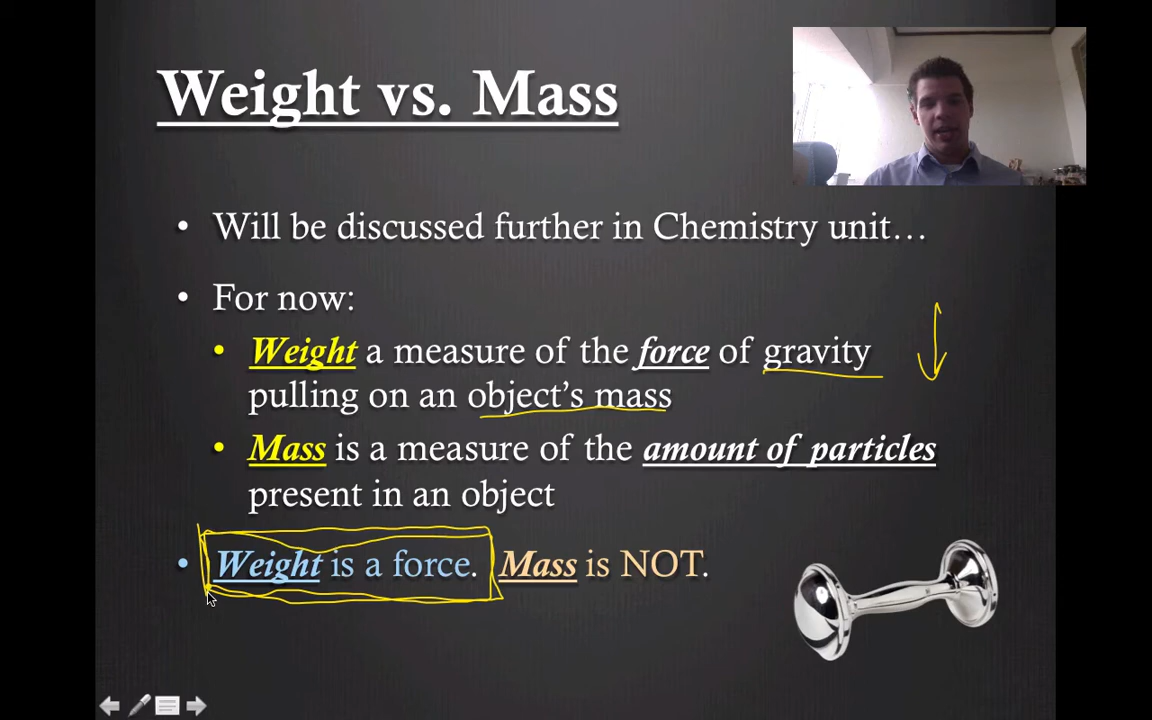 Weight vs. Mass
• Will be discussed further in Chemistry unit…
• For now:
• Weight a measure of the force of gravity
pulling on an object's mass
• Mass is a measure of the amount of particles
present in an object
• Weight is a force. Mass is NOT.